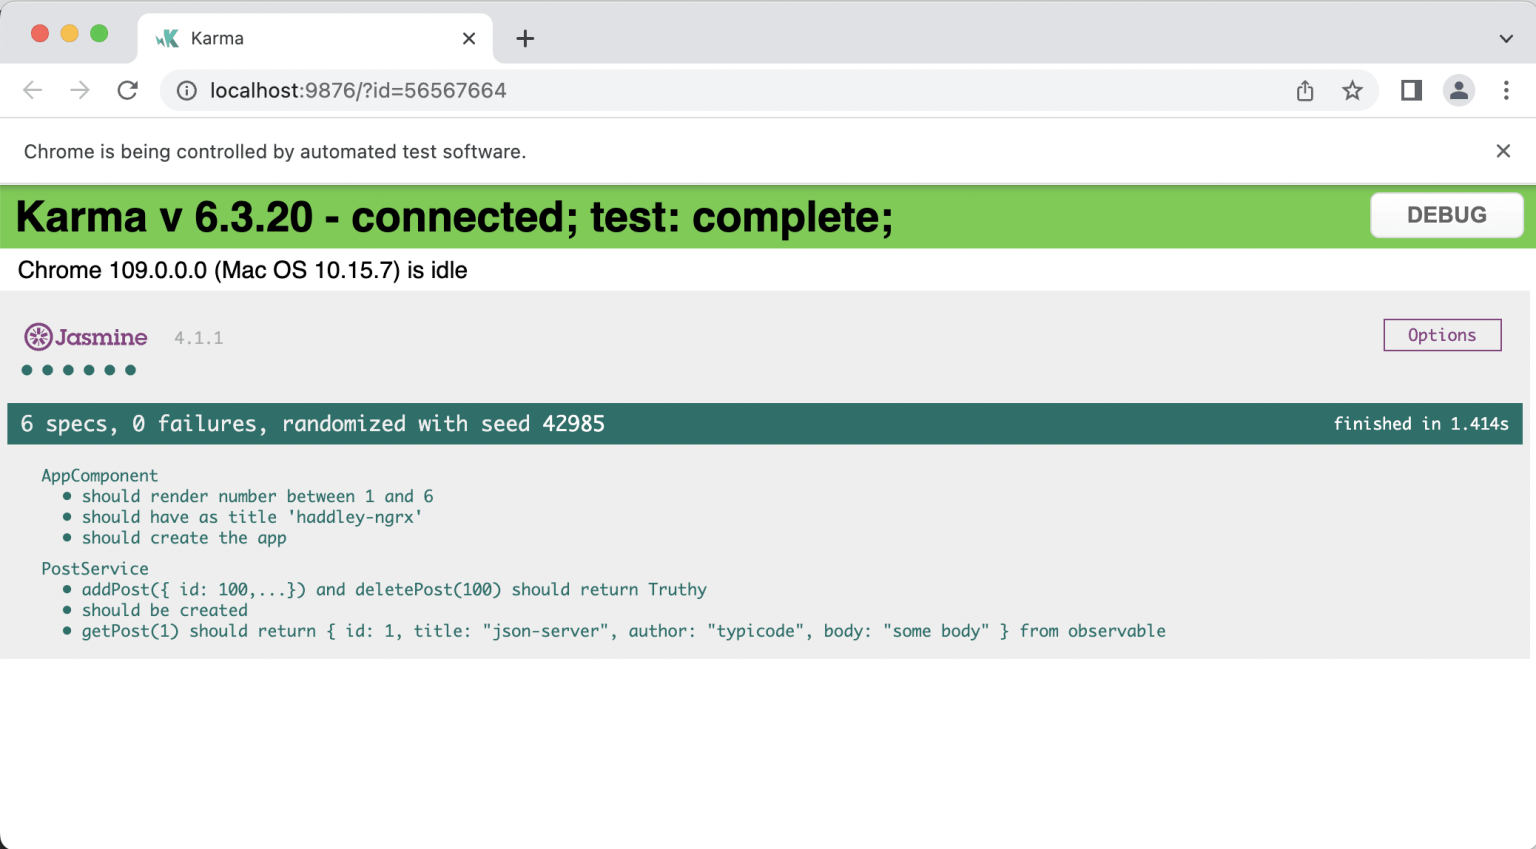 Karma
localhost:9876/?id=56567664
Chrome is being controlled by automated test software.
Karma v 6.3.20 - connected; test: complete;
DEBUG
Chrome 109.0.0.0 (Mac OS 10.15.7) is idle
Jasmine 4.1.1
Options
6 specs, 0 failures, randomized with seed 42985
finished in 1.414s
AppComponent
• should render number between 1 and 6
• should have as title 'haddley-ngrx'
• should create the app
PostService
• addPost({ id: 100,...}) and deletePost(100) should return Truthy
• should be created
• getPost(1) should return { id: 1, title: "json-server", author: "typicode", body: "some body" } from observable